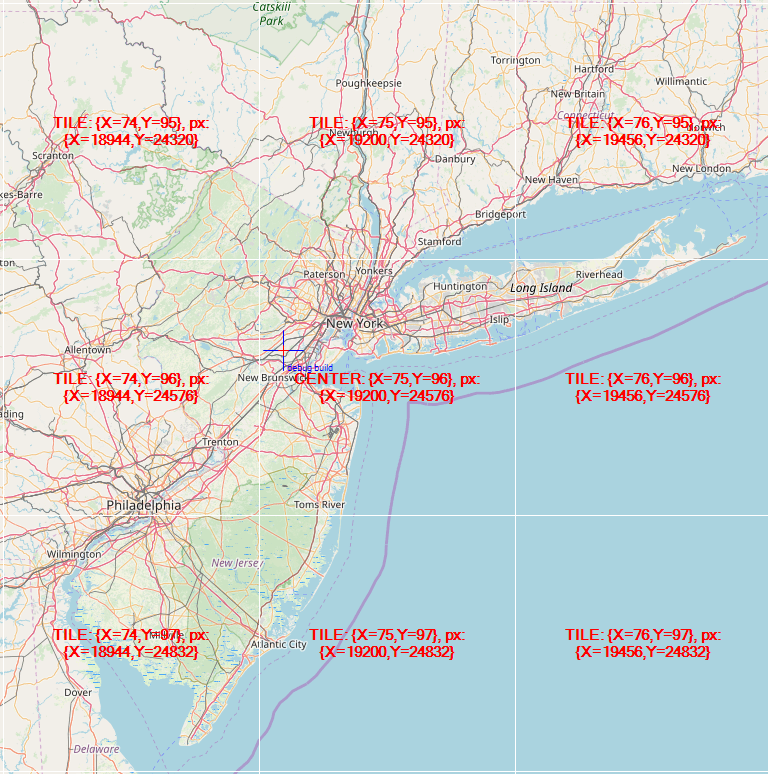 Catskill
Park
Torrington
Hartford
Poughkeepsie
Willimantic
New Britain
Connecticut
TILE: {X=74,Y=95}, px:
{X=18944,Y=24320}
TILE: {X=75,Y=95}, px:
{X=19200,Y=24320}
TILE: {X=76,Y=95}, px:
{X=19456,Y=24320}
Newburgh
Norwich
Scranton
Danbury
New London
New Haven
kes-Barre
Bridgeport
Stamford
ton
Paterson
Yonkers
Riverhead
Huntington
Long Island
New York
Islip
Allentown
debug build
New Brunswick
TILE: {X=74,Y=96}, px:
{X=18944,Y=24576}
CENTER: {X=75,Y=96}, px:
{X=19200,Y=24576}
TILE: {X=76,Y=96}, px:
{X=19456,Y=24576}
ading
Trenton
Philadelphia
Toms River
Wilmington
New Jersey
TILE: {X=74,Y=97}, px:
{X=18944,Y=24832}
TILE: {X=75,Y=97}, px:
{X=19200,Y=24832}
TILE: {X=76,Y=97}, px:
{X=19456,Y=24832}
Atlantic City
Dover
Delaware